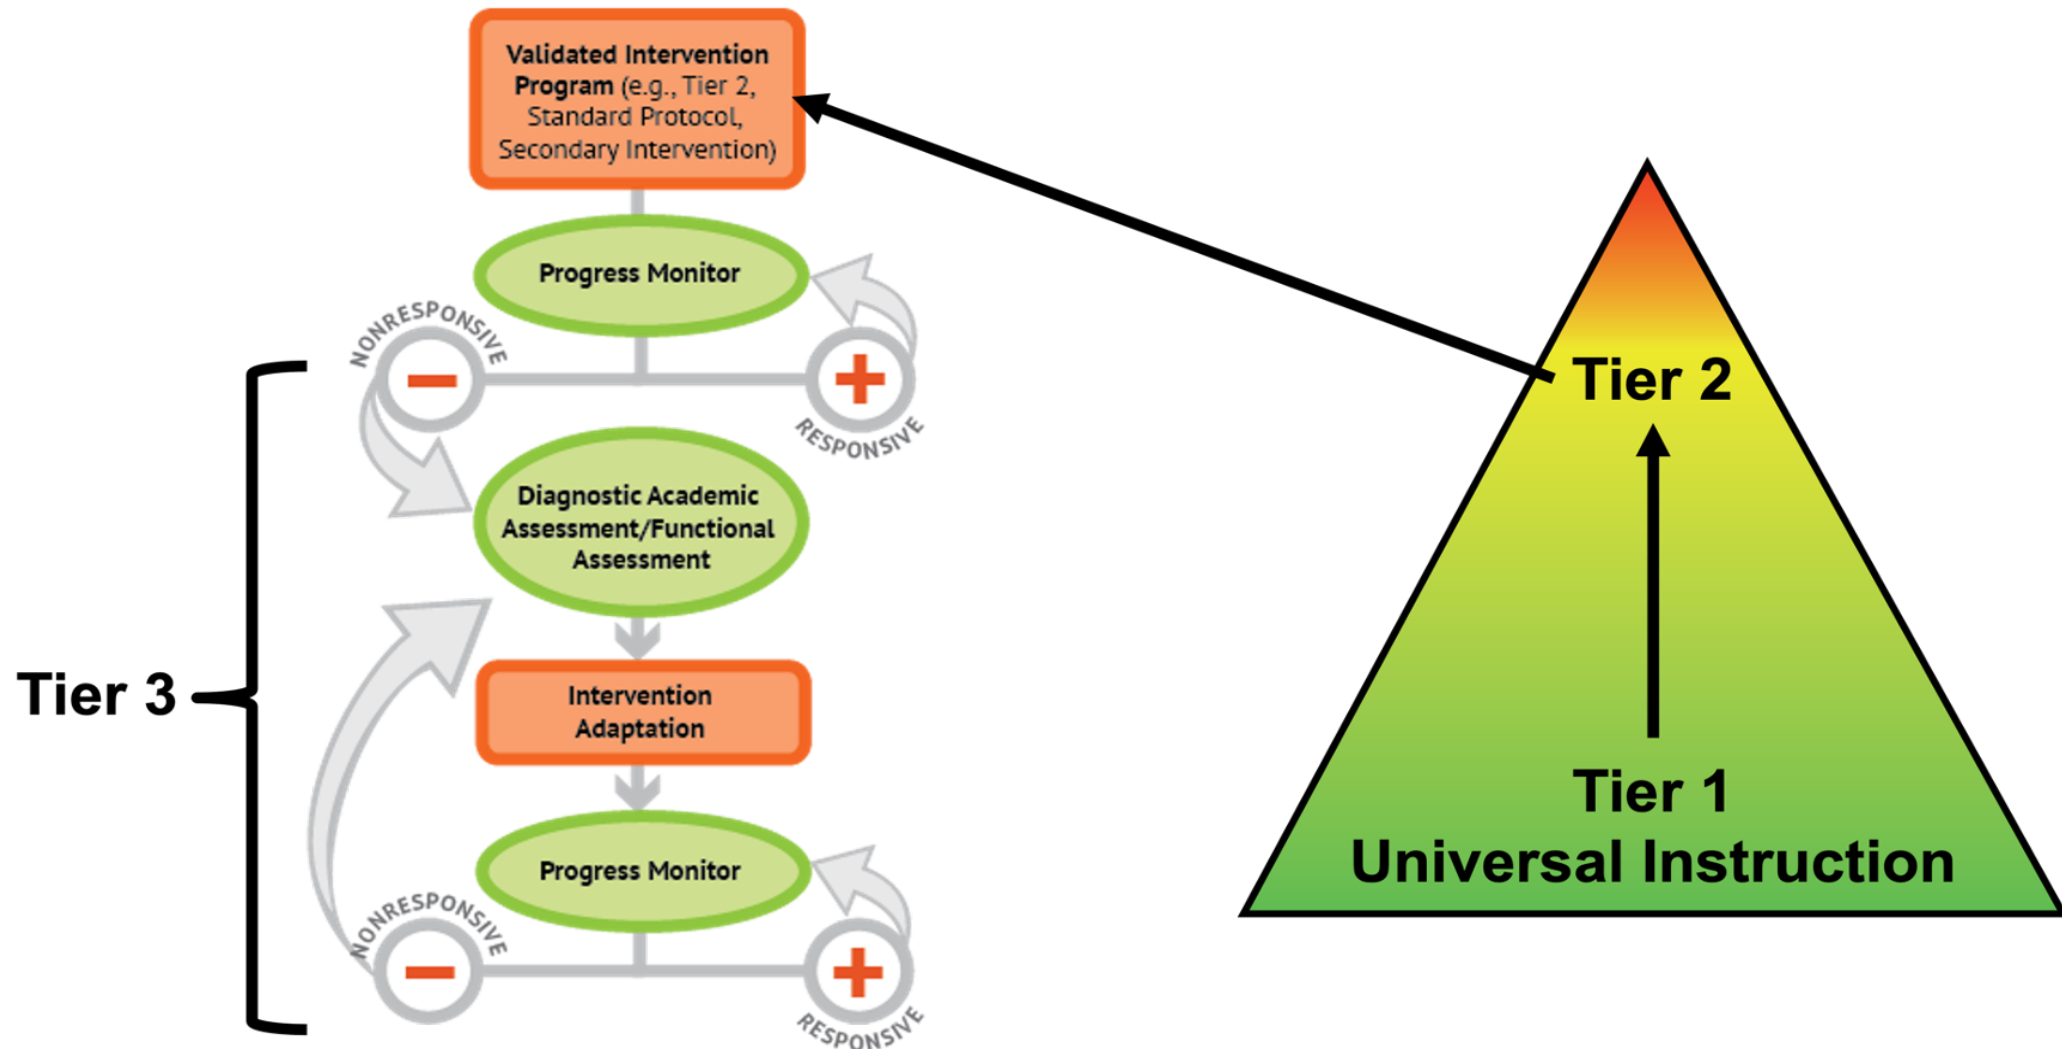 Validated Intervention
Program (e.g., Tier 2,
Standard Protocol,
Secondary Intervention)
Progress Monitor
NONRESPONSIVE
RESPONSIVE
Diagnostic Academic
Assessment/Functional
Assessment
Intervention
Adaptation
Progress Monitor
NONRESPONSIVE
RESPONSIVE
Tier 3
Tier 2
Tier 1
Universal Instruction